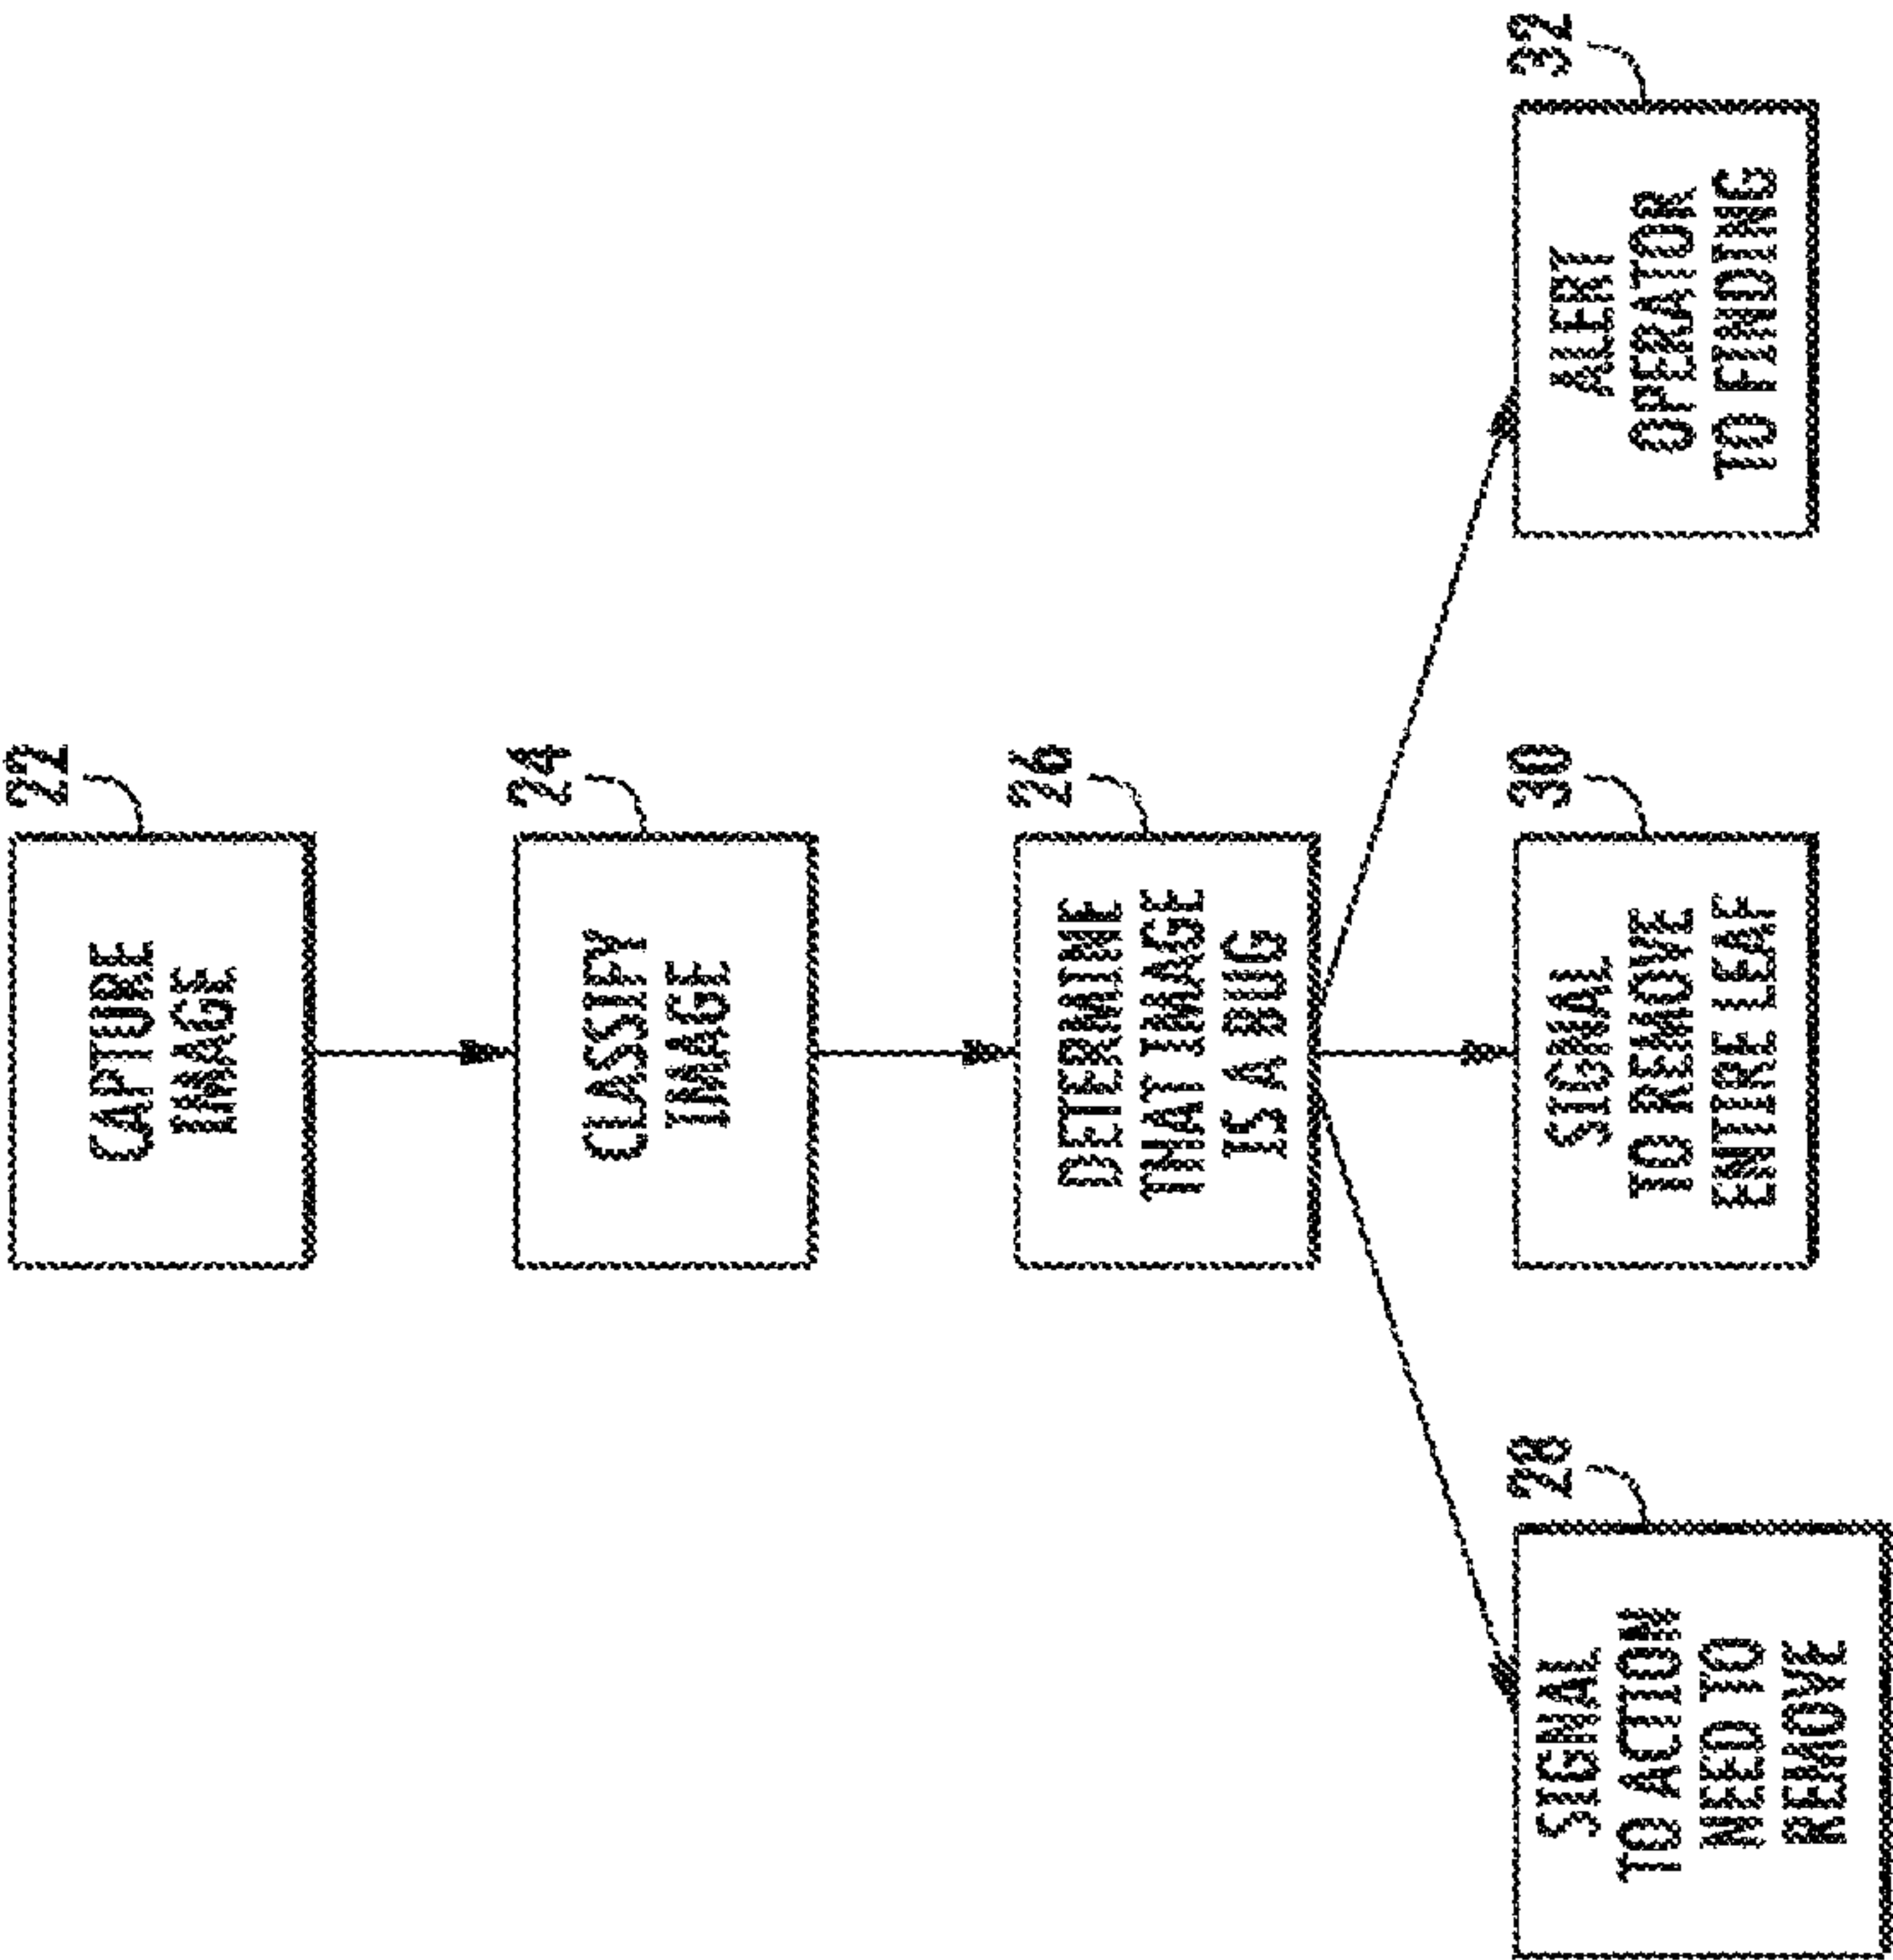 22
CAPTURE
IMAGE
24
CLASSIFY
IMAGE
26
DETERMINE
THAT IMAGE
IS A BUG
28
SIGNAL
TO ACTION
NEED TO
REMOVE
30
SIGNAL
TO REMOVE
ENTIRE LEAF
32
ALERT
OPERATOR
TO FINDING